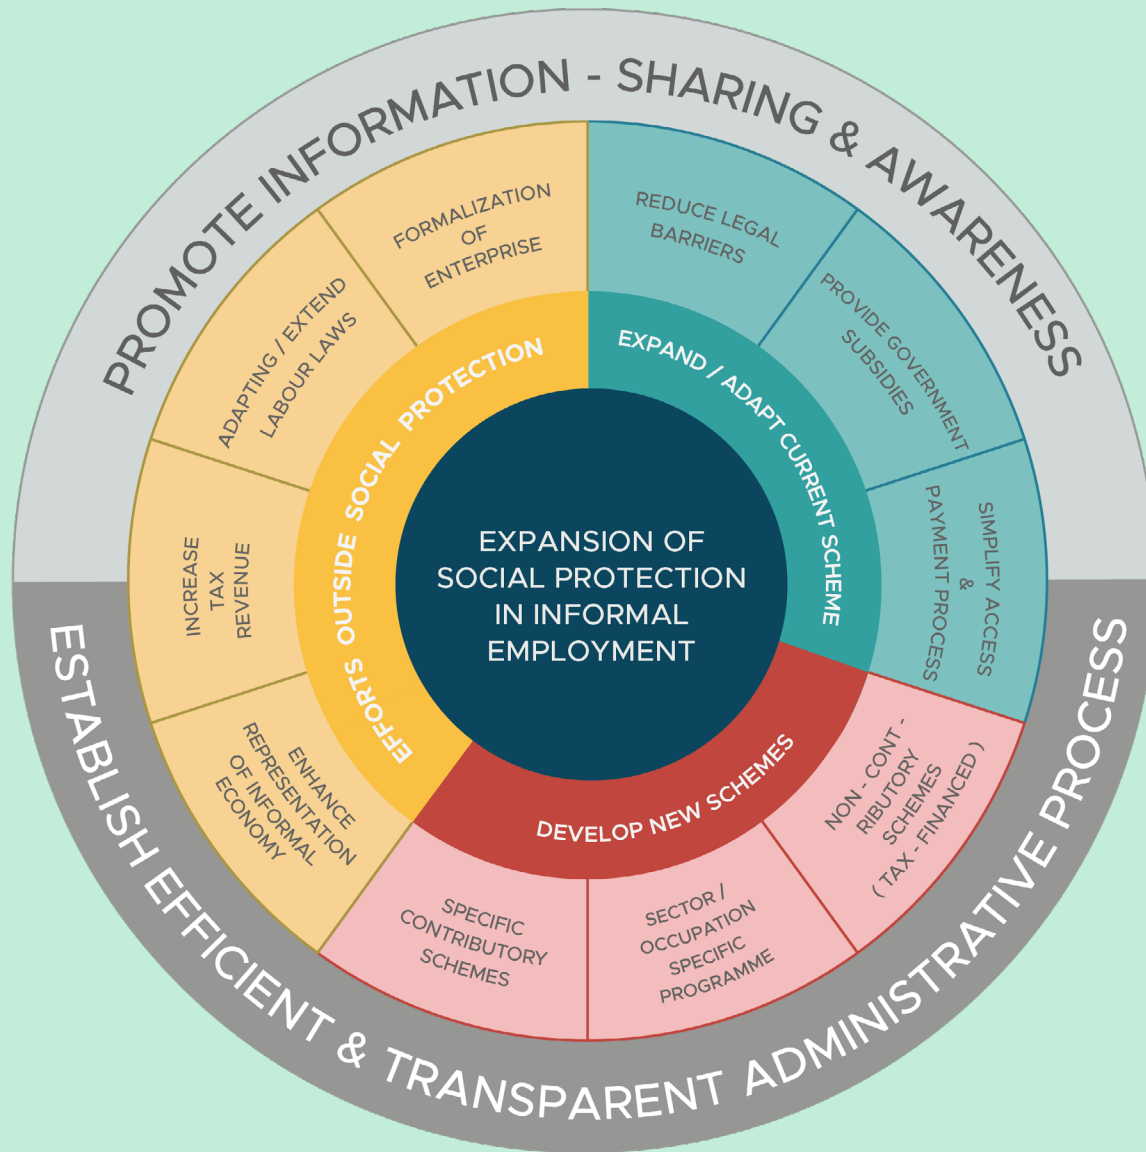 PROMOTE INFORMATION - SHARING & AWARENESS
ESTABLISH EFFICIENT & TRANSPARENT ADMINISTRATIVE PROCESS
EXPANSION OF
SOCIAL PROTECTION
IN INFORMAL
EMPLOYMENT
EXPAND / ADAPT CURRENT SCHEME
REDUCE LEGAL
BARRIERS
PROVIDE GOVERNMENT
SUBSIDIES
SIMPLIFY ACCESS
&
PAYMENT PROCESS
DEVELOP NEW SCHEMES
NON - CONT -
RIBUTORY
SCHEMES
( TAX - FINANCED )
SECTOR /
OCCUPATION
SPECIFIC
PROGRAMME
SPECIFIC
CONTRIBUTORY
SCHEMES
EFFORTS OUTSIDE SOCIAL PROTECTION
ENHANCE
REPRESENTATION
OF INFORMAL
ECONOMY
INCREASE
TAX
REVENUE
ADAPTING / EXTEND
LABOUR LAWS
FORMALIZATION
OF
ENTERPRISE